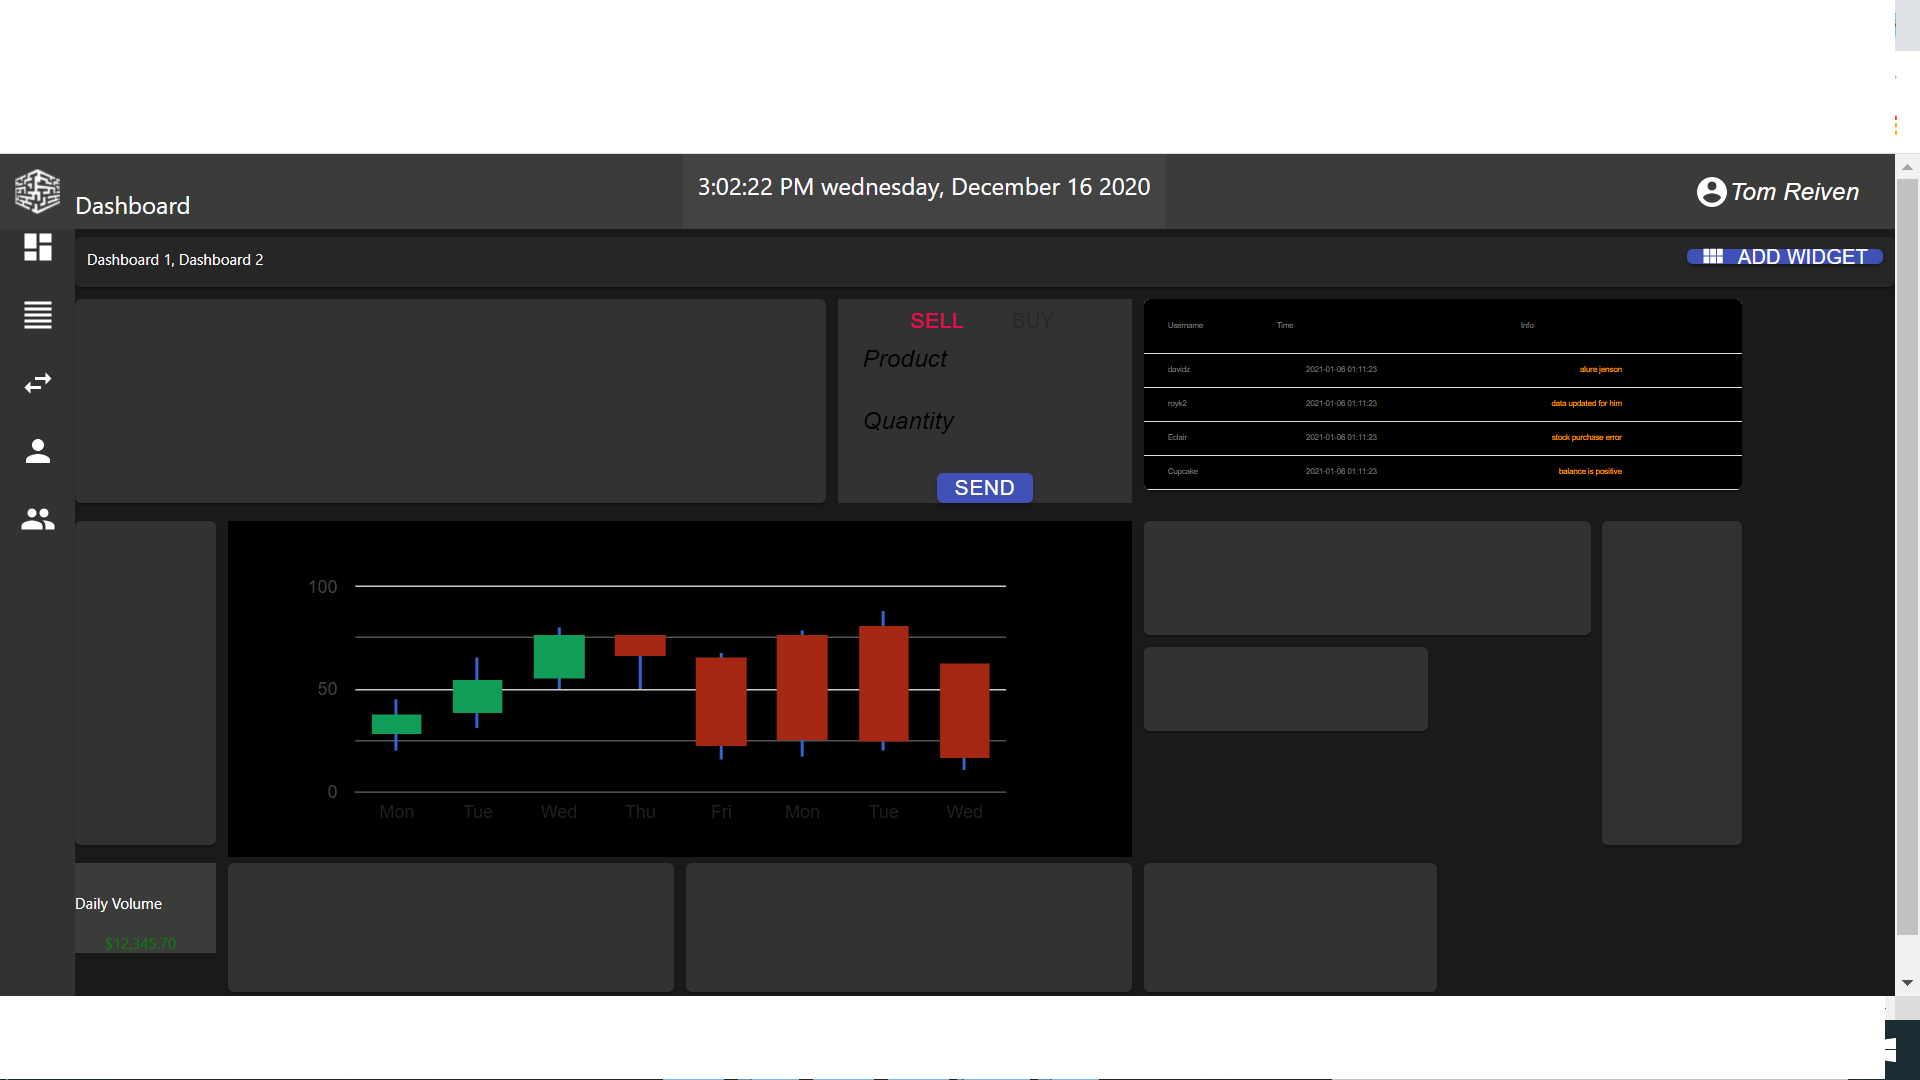 Dashboard
3:02:22 PM wednesday, December 16 2020
Tom Reiven
Dashboard 1, Dashboard 2
ADD WIDGET
SELL BUY
Product
Quantity
SEND
Username Time Info
davidz 2021-01-06 01:11:23 alure jenson
royk2 2021-01-06 01:11:23 data updated for him
Eclair 2021-01-06 01:11:23 stock purchase error
Cupcake 2021-01-06 01:11:23 balance is positive
100
50
0
Mon Tue Wed Thu Fri Mon Tue Wed
Daily Volume
$12,345.70